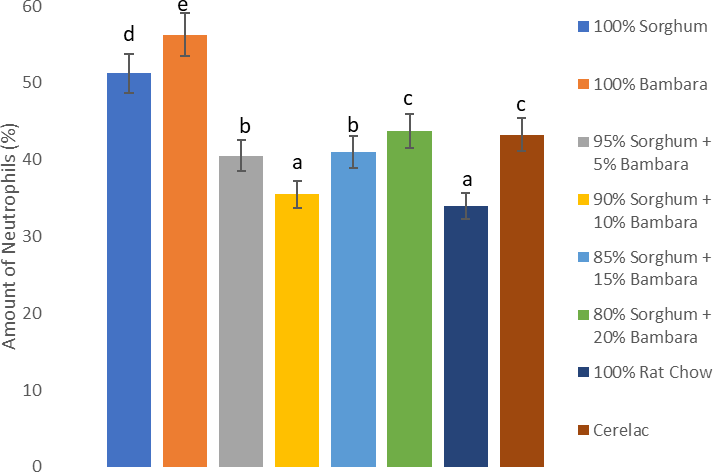 60
50
40
30
20
10
0
Amount of Neutrophils (%)
d
e
b
a
b
c
a
c
100% Sorghum
100% Bambara
95% Sorghum +
5% Bambara
90% Sorghum +
10% Bambara
85% Sorghum +
15% Bambara
80% Sorghum +
20% Bambara
100% Rat Chow
Cerelac